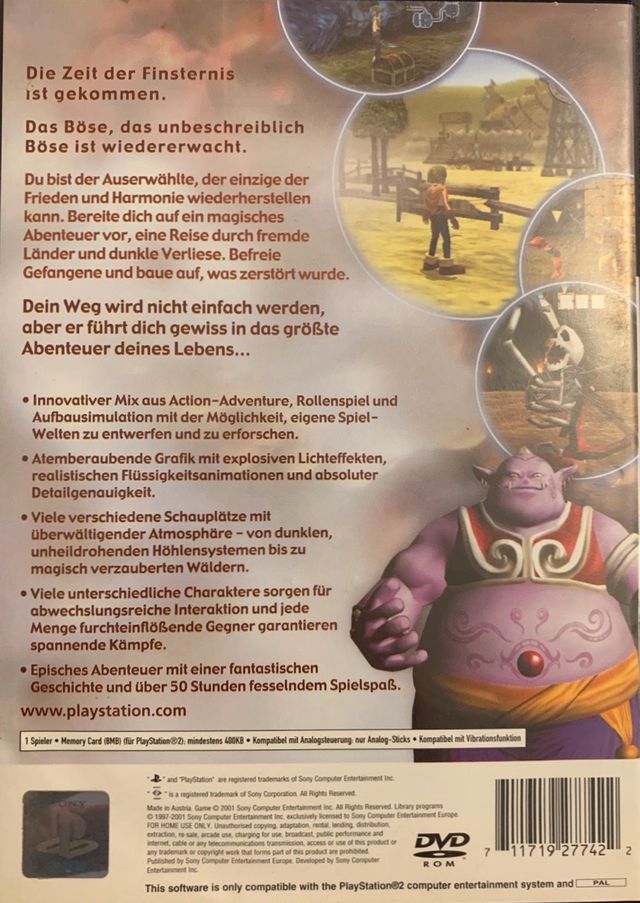 Die Zeit der Finsternis
ist gekommen.
Das Böse, das unbeschreiblich
Böse ist wiedererwacht.
Du bist der Auserwählte, der einzige der
Frieden und Harmonie wiederherstellen
kann. Bereite dich auf ein magisches
Abenteuer vor, eine Reise durch fremde
Länder und dunkle Verliese. Befreie
Gefangene und baue auf, was zerstört wurde.
Dein Weg wird nicht einfach werden,
aber er führt dich gewiss in das größte
Abenteuer deines Lebens...
• Innovativer Mix aus Action-Adventure, Rollenspiel und
Aufbausimulation mit der Möglichkeit, eigene Spiel-
Welten zu entwerfen und zu erforschen.
• Atemberaubende Grafik mit explosiven Lichteffekten,
realistischen Flüssigkeitsanimationen und absoluter
Detailgenauigkeit.
• Viele verschiedene Schauplätze mit
überwältigender Atmosphäre - von dunklen,
unheildrohenden Höhlensystemen bis zu
magisch verzauberten Wäldern.
• Viele unterschiedliche Charaktere sorgen für
abwechslungsreiche Interaktion und jede
Menge furchteinflößende Gegner garantieren
spannende Kämpfe.
• Episches Abenteuer mit einer fantastischen
Geschichte und über 50 Stunden fesselndem Spielspaß.
www.playstation.com
1 Spieler • Memory Card (8MB) (für PlayStation®2): mindestens 400KB • Kompatibel mit Analogsteuerung: nur Analog-Sticks • Kompatibel mit Vibrationsfunktion
" " and "PlayStation" are registered trademarks of Sony Computer Entertainment Inc.
" " is a registered trademark of Sony Corporation. All Rights Reserved.
Made in Austria. Game © 2001 Sony Computer Entertainment Inc. All Rights Reserved. Library programs
© 1997-2001 Sony Computer Entertainment Inc. exclusively licensed to Sony Computer Entertainment Europe.
FOR HOME USE ONLY. Unauthorised copying, adaptation, rental, lending, distribution,
extraction, re-sale, arcade use, charging for use, broadcast, public performance and
internet, cable or any telecommunications transmission, access or use of this product or
any trademark or copyright work that forms part of this product are prohibited.
Published by Sony Computer Entertainment Europe. Developed by Sony Computer
Entertainment Inc.
SONY
DVD
ROM
7 11719 27742 2
This software is only compatible with the PlayStation®2 computer entertainment system and PAL